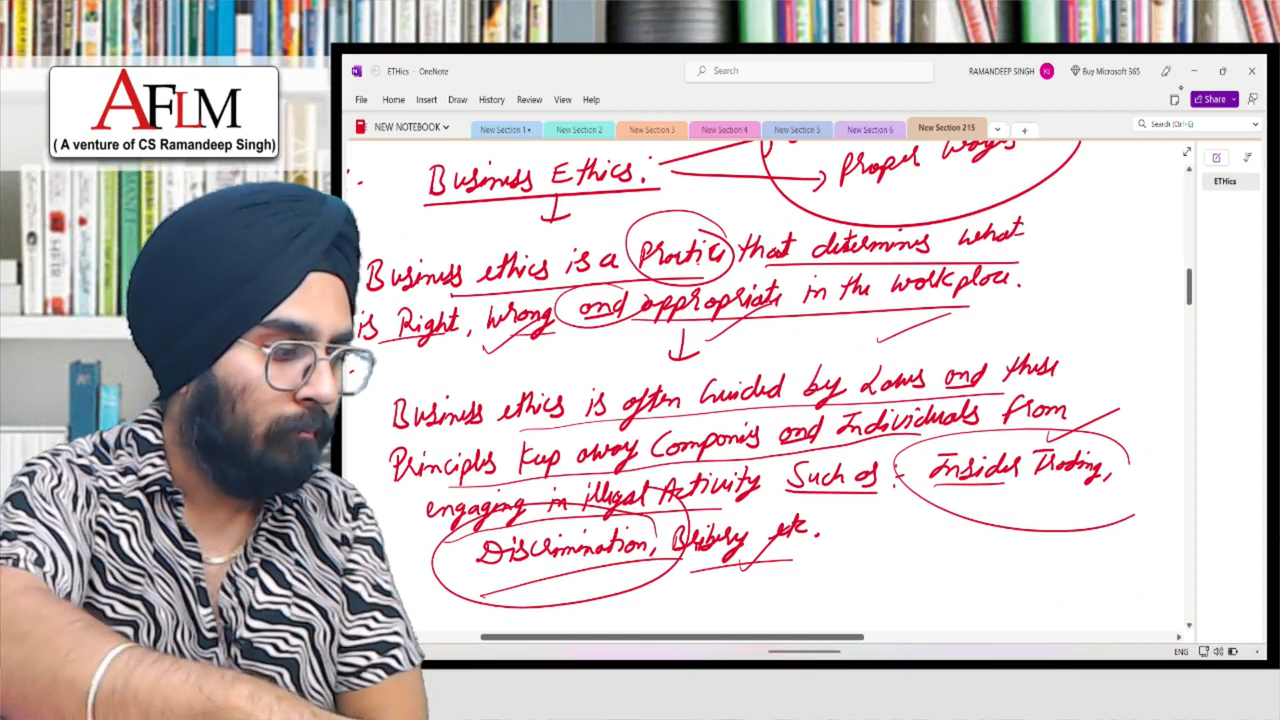 AFLM
( A venture of CS Ramandeep Singh)
ETHics - OneNote
Search
RAMANDEEP SINGH
Buy Microsoft 365
File Home Insert Draw History Review View Help
Share
NEW NOTEBOOK
New Section 1
New Section 2
New Section 3
New Section 4
New Section 5
New Section 6
New Section 215
Search (Ctrl+E)
ETHics
Proper ways
Business Ethics:
Business ethics is a Practice that determines what
is Right, wrong and appropriate in the workplace.
Business ethics is often Guided by Laws and these
Principles Keep away Companies and Individuals from
engaging in illegal Activity Such as :- Insider Trading,
Discrimination, Bribery etc.
ENG